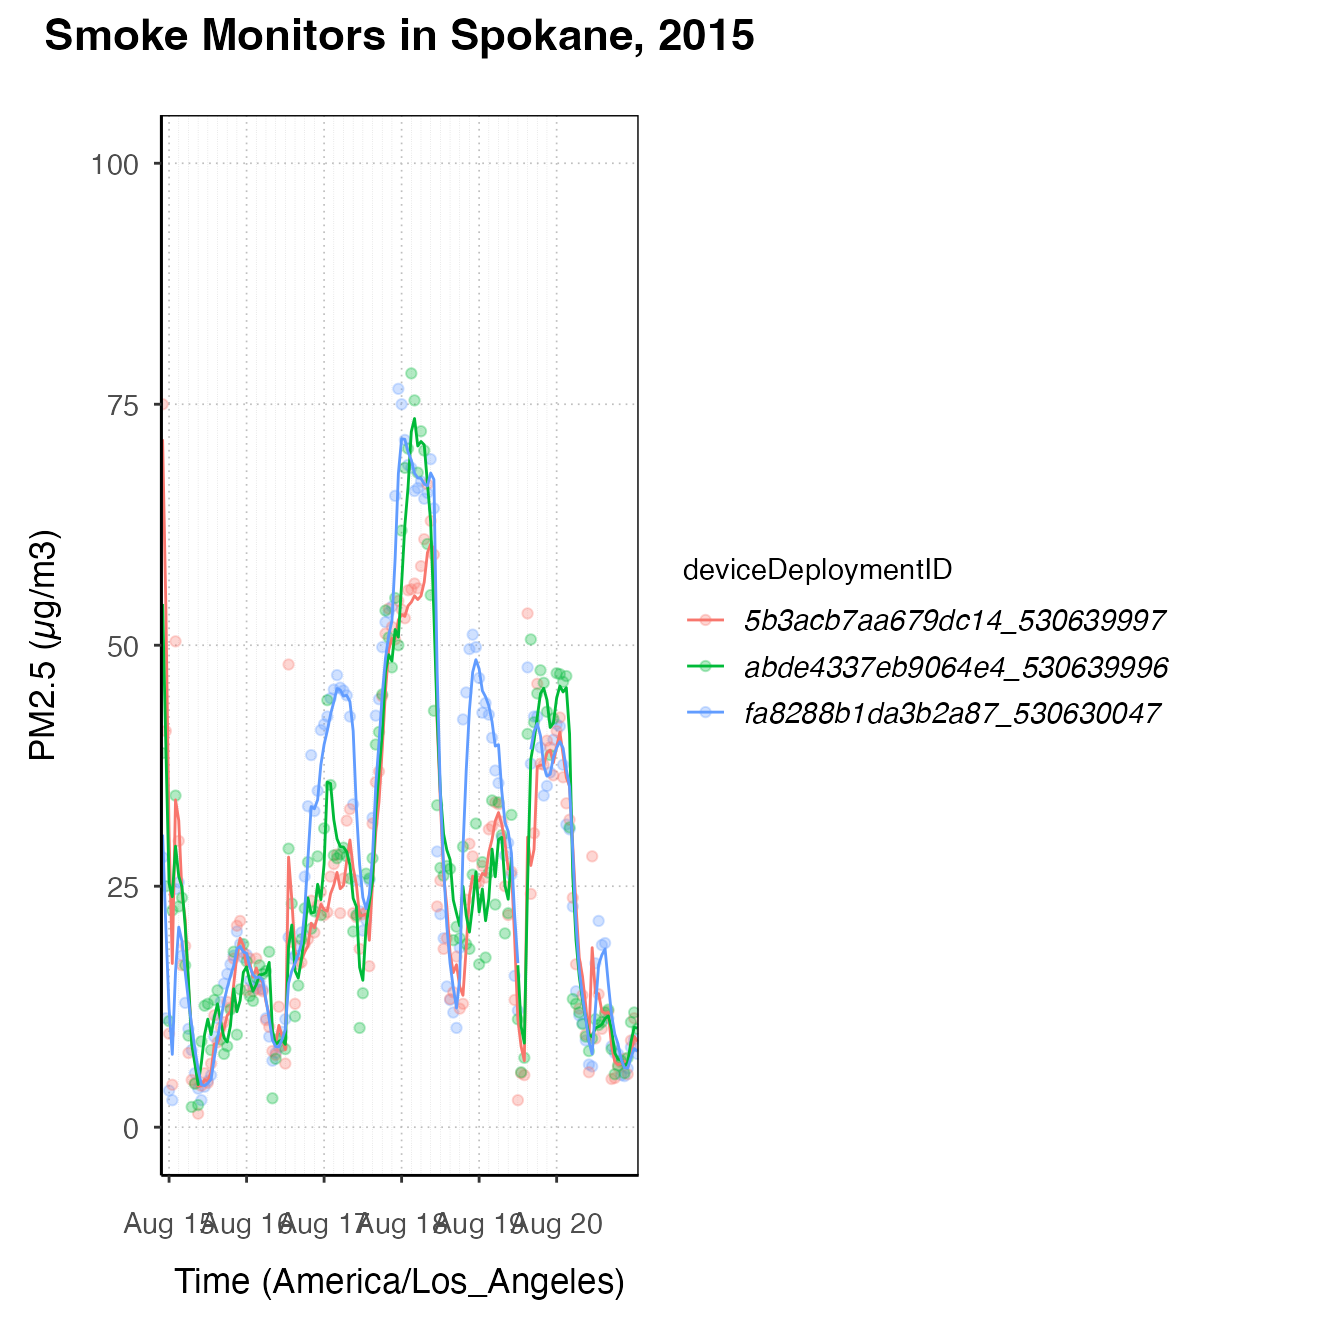 Smoke Monitors in Spokane, 2015
100
75
50
25
0
PM2.5 (µg/m3)
Aug 15 Aug 16 Aug 17 Aug 18 Aug 19 Aug 20
Time (America/Los_Angeles)
deviceDeploymentID
5b3acb7aa679dc14_530639997
abde4337eb9064e4_530639996
fa8288b1da3b2a87_530630047